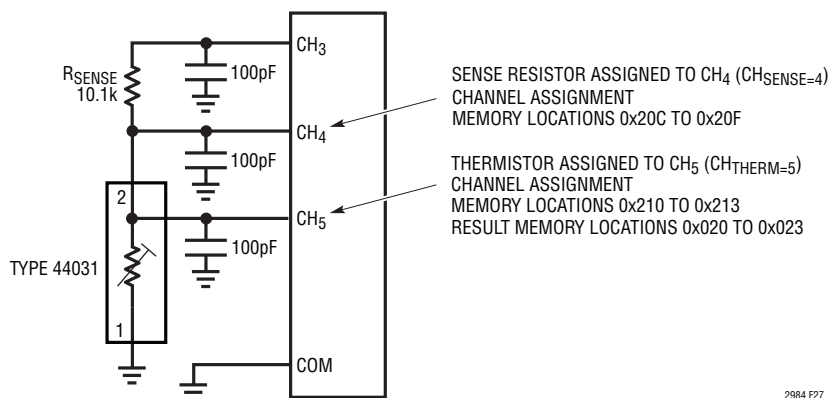 CH3
RSENSE
10.1k
100pF
SENSE RESISTOR ASSIGNED TO CH4 (CHSENSE=4)
CHANNEL ASSIGNMENT
MEMORY LOCATIONS 0x20C TO 0x20F
CH4
100pF
THERMISTOR ASSIGNED TO CH5 (CHTHERM=5)
CHANNEL ASSIGNMENT
MEMORY LOCATIONS 0x210 TO 0x213
RESULT MEMORY LOCATIONS 0x020 TO 0x023
2
CH5
100pF
TYPE 44031
1
COM
2984 F27